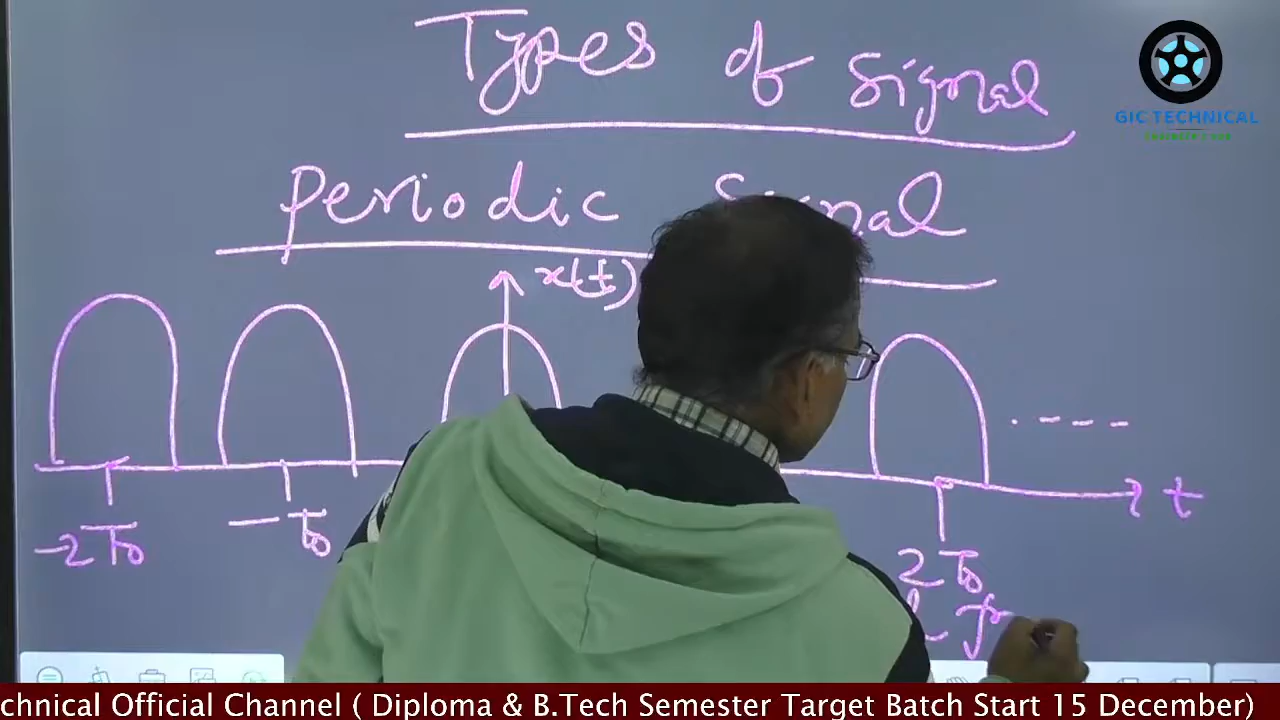 Types of Signal
GIC TECHNICAL
Periodic Signal
x(t)
t
-2T0
-T0
2T0
chnical Official Channel ( Diploma & B.Tech Semester Target Batch Start 15 December)